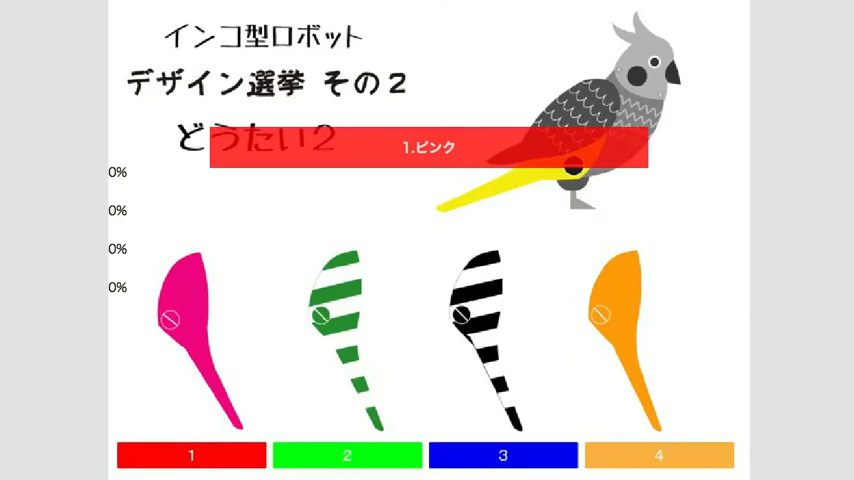 インコ型ロボット
デザイン選挙 その2
どうたい2
1.ピンク
0%
0%
0%
0%
1
2
3
4